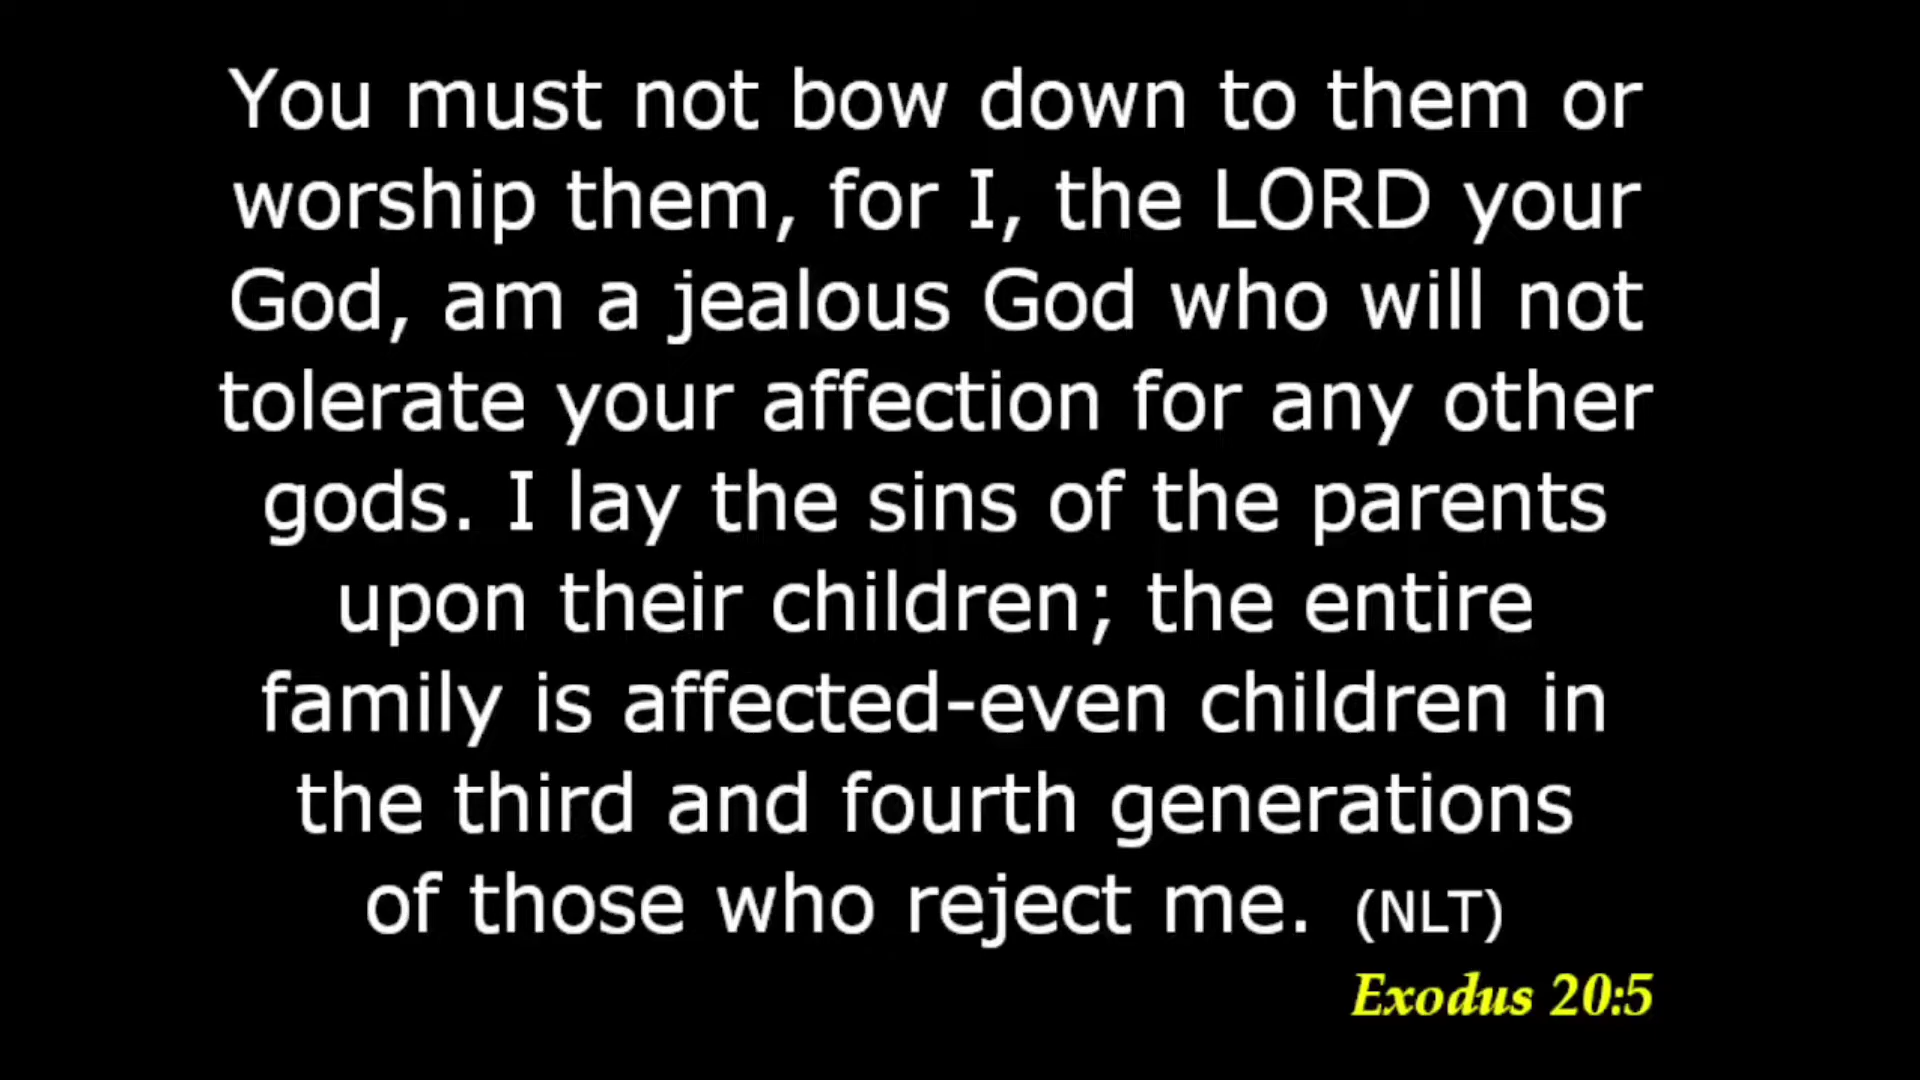 You must not bow down to them or
worship them, for I, the LORD your
God, am a jealous God who will not
tolerate your affection for any other
gods. I lay the sins of the parents
upon their children; the entire
family is affected-even children in
the third and fourth generations
of those who reject me. (NLT)
Exodus 20:5